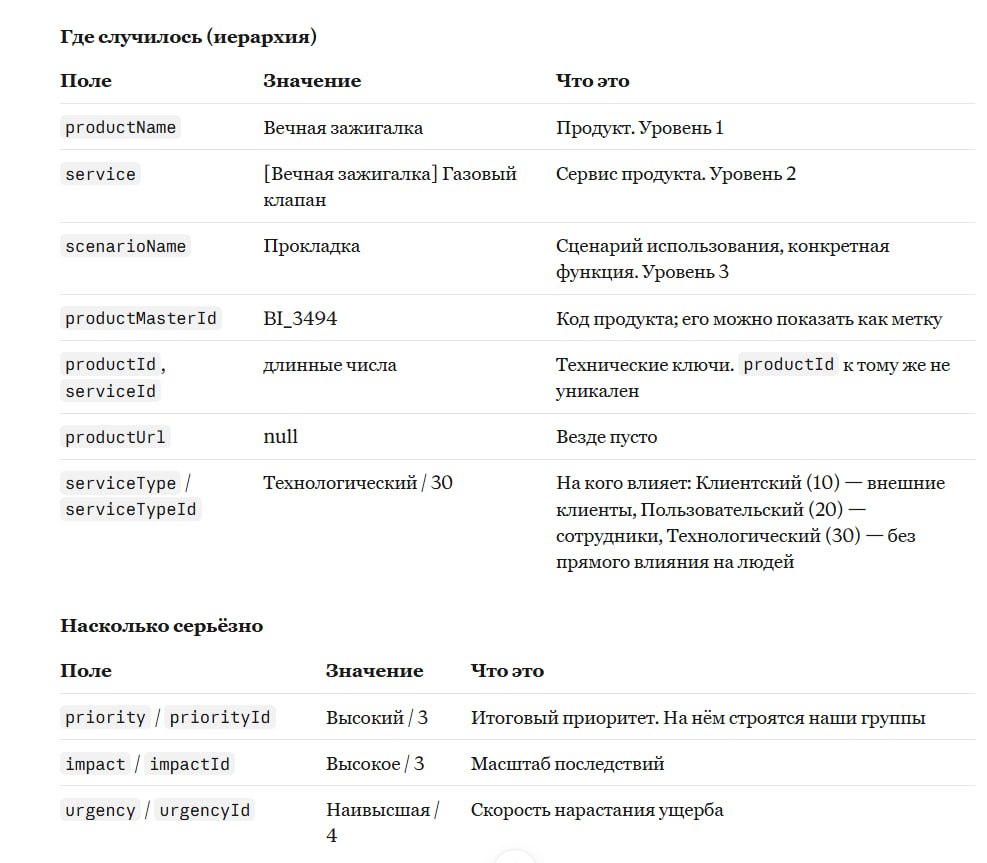 Где случилось (иерархия)
Поле Значение Что это
productName Вечная зажигалка Продукт. Уровень 1
service [Вечная зажигалка] Газовый Сервис продукта. Уровень 2
клапан
scenarioName Прокладка Сценарий использования, конкретная
функция. Уровень 3
productMasterId BI_3494 Код продукта; его можно показать как метку
productId, длинные числа Технические ключи. productId к тому же не
serviceId уникален
productUrl null Везде пусто
serviceType / Технологический / 30 На кого влияет: Клиентский (10) — внешние
serviceTypeId клиенты, Пользовательский (20) —
сотрудники, Технологический (30) — без
прямого влияния на людей
Насколько серьёзно
Поле Значение Что это
priority / priorityId Высокий / 3 Итоговый приоритет. На нём строятся наши группы
impact / impactId Высокое / 3 Масштаб последствий
urgency / urgencyId Наивысшая / Скорость нарастания ущерба
4